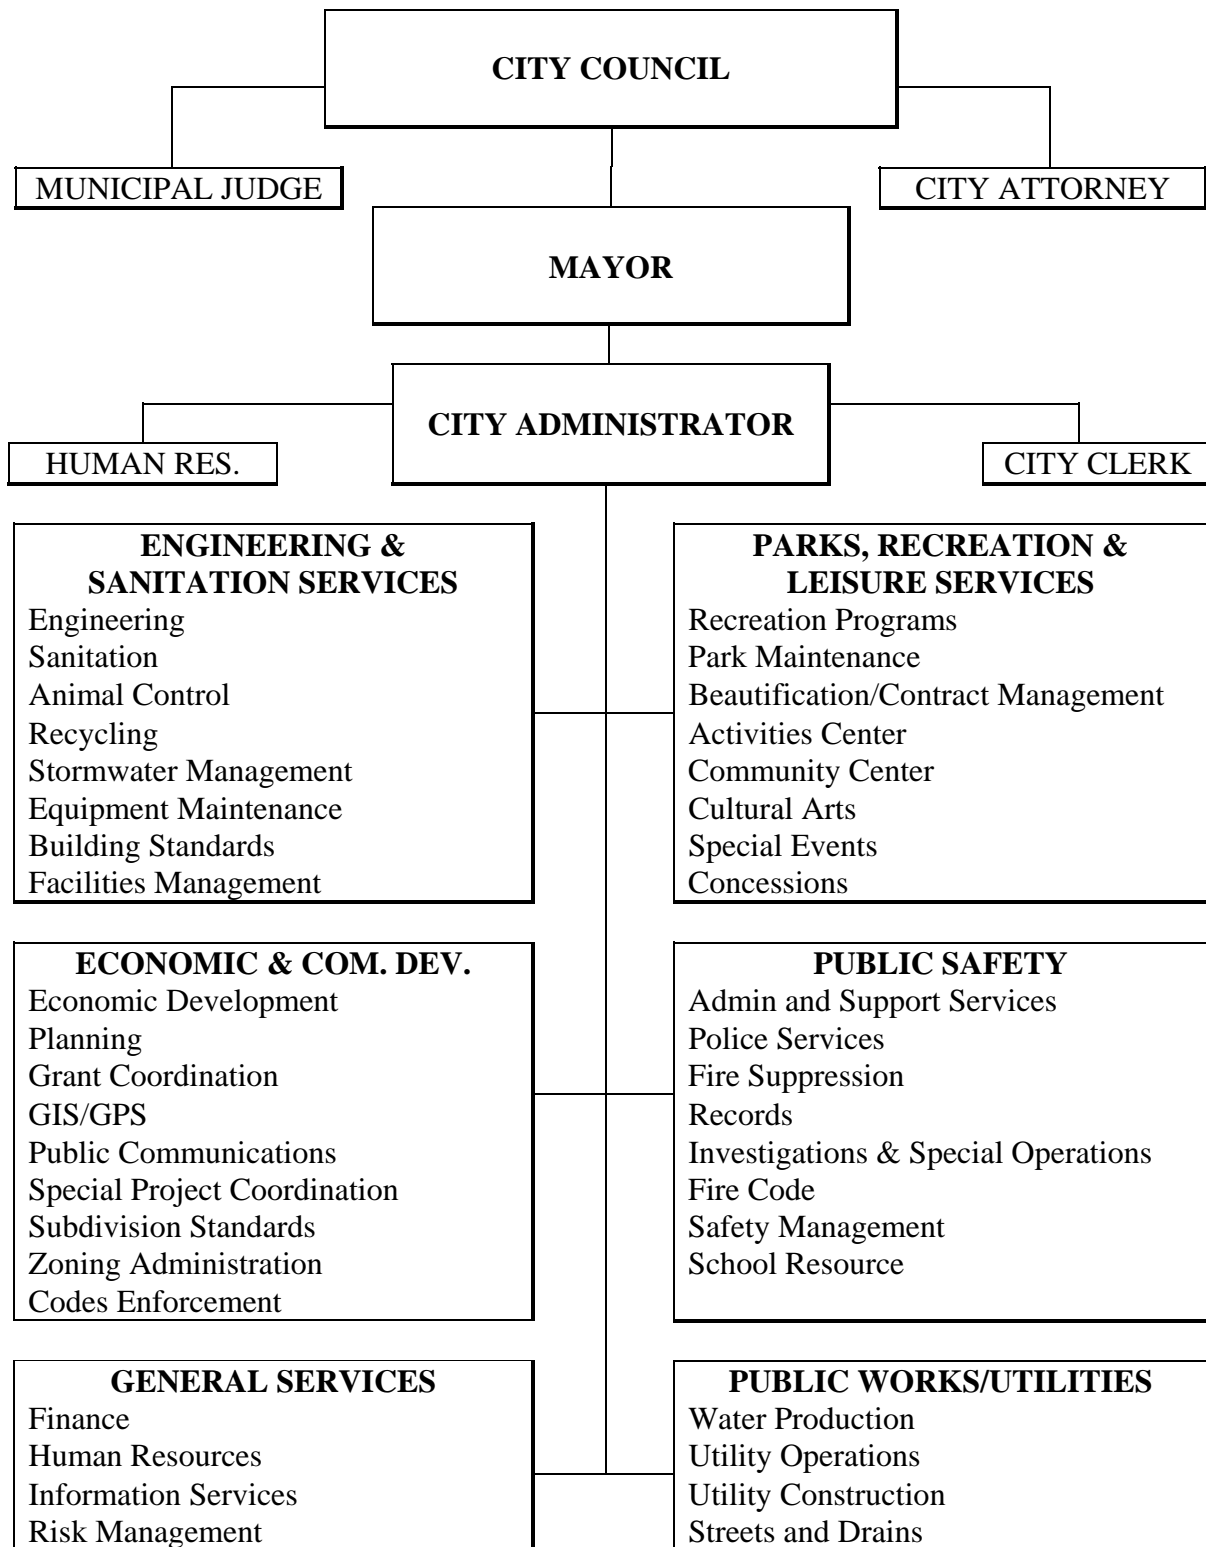 CITY COUNCIL
MUNICIPAL JUDGE
CITY ATTORNEY
MAYOR
CITY ADMINISTRATOR
HUMAN RES.
CITY CLERK
ENGINEERING &
SANITATION SERVICES
Engineering
Sanitation
Animal Control
Recycling
Stormwater Management
Equipment Maintenance
Building Standards
Facilities Management
PARKS, RECREATION &
LEISURE SERVICES
Recreation Programs
Park Maintenance
Beautification/Contract Management
Activities Center
Community Center
Cultural Arts
Special Events
Concessions
ECONOMIC & COM. DEV.
Economic Development
Planning
Grant Coordination
GIS/GPS
Public Communications
Special Project Coordination
Subdivision Standards
Zoning Administration
Codes Enforcement
PUBLIC SAFETY
Admin and Support Services
Police Services
Fire Suppression
Records
Investigations & Special Operations
Fire Code
Safety Management
School Resource
GENERAL SERVICES
Finance
Human Resources
Information Services
Risk Management
PUBLIC WORKS/UTILITIES
Water Production
Utility Operations
Utility Construction
Streets and Drains